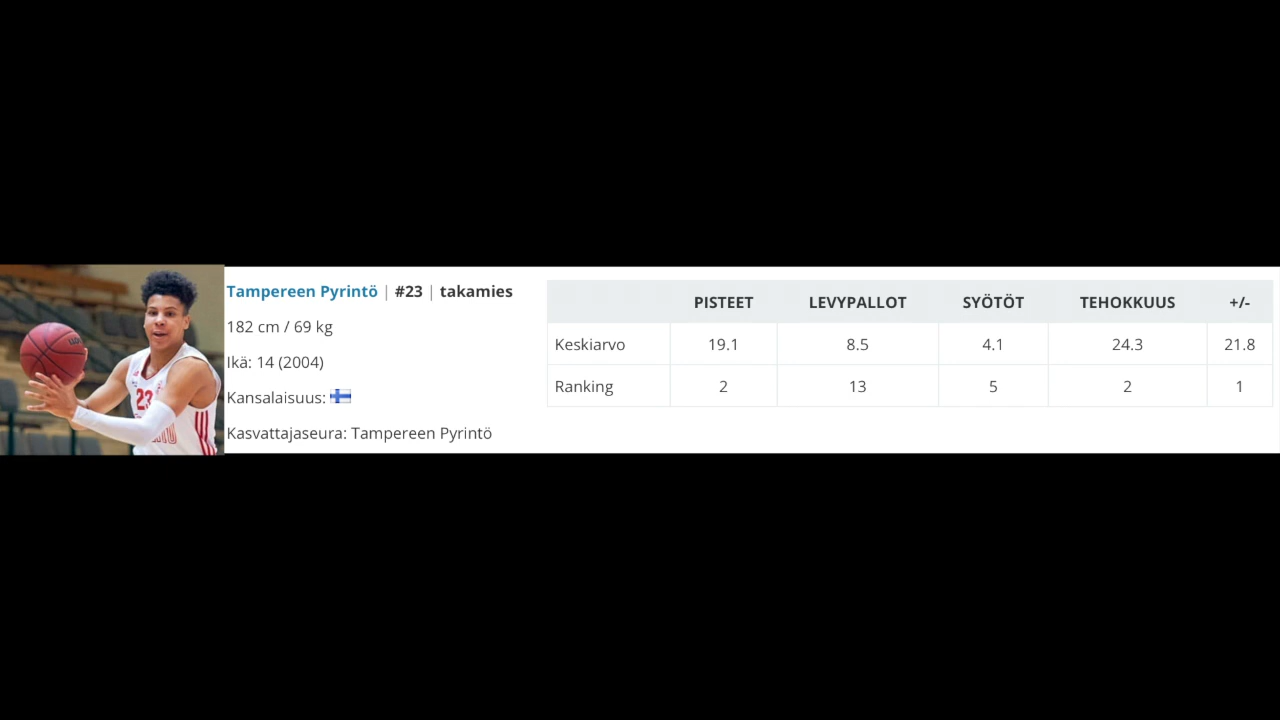 Tampereen Pyrintö | #23 | takamies
182 cm / 69 kg
Ikä: 14 (2004)
Kansalaisuus:
Kasvattajaseura: Tampereen Pyrintö
PISTEET LEVYPALLOT SYÖTÖT TEHOKKUUS +/-
Keskiarvo 19.1 8.5 4.1 24.3 21.8
Ranking 2 13 5 2 1
23